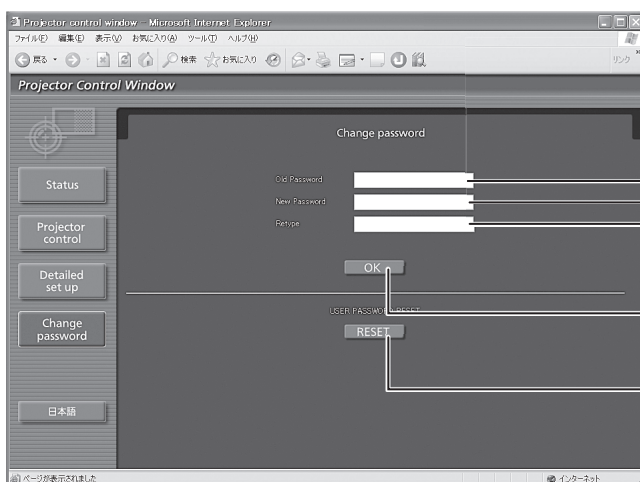 Projector control window - Microsoft Internet Explorer
ファイル(F) 編集(E) 表示(V) お気に入り(A) ツール(T) ヘルプ(H)
戻る 検索 お気に入り リンク
Projector Control Window
Change password
Status
Projector control
Detailed set up
Change password
日本語
Old Password
New Password
Retype
OK
USER PASSWORD RESET
RESET
ページが表示されました インターネット